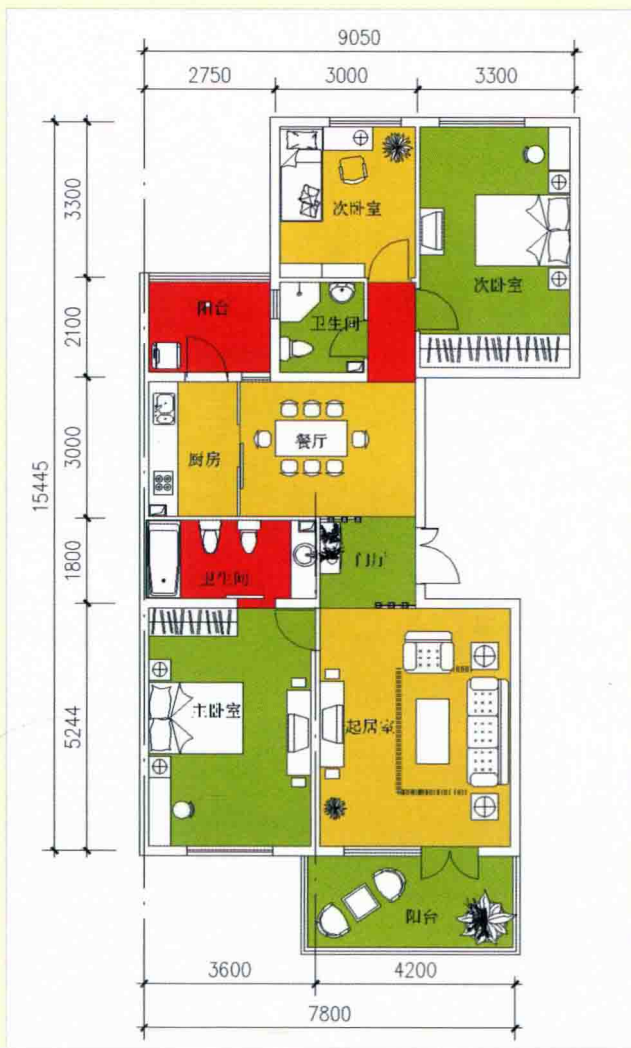 9050
2750
3000
3300
3300
2100
3000
1800
5244
15445
次卧室
次卧室
阳台
卫生间
厨房
餐厅
卫生间
门厅
主卧室
起居室
阳台
3600
4200
7800